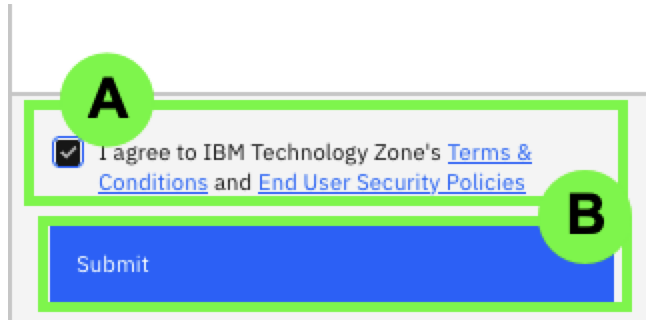 A
I agree to IBM Technology Zone's Terms &
Conditions and End User Security Policies
B
Submit